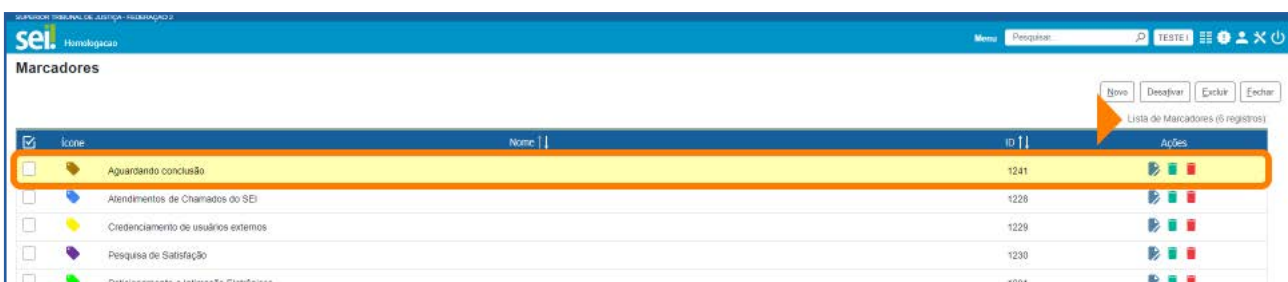 SUPERIOR TRIBUNAL DE JUSTIÇA - FEDERAÇÃO 2
sei. Homologacao Menu Pesquisar... TESTE I
Marcadores
Novo Desativar Excluir Fechar
Lista de Marcadores (6 registros):
Ícone Nome ID Ações
Aguardando conclusão 1241
Atendimentos de Chamados do SEI 1228
Credenciamento de usuários externos 1229
Pesquisa de Satisfação 1230